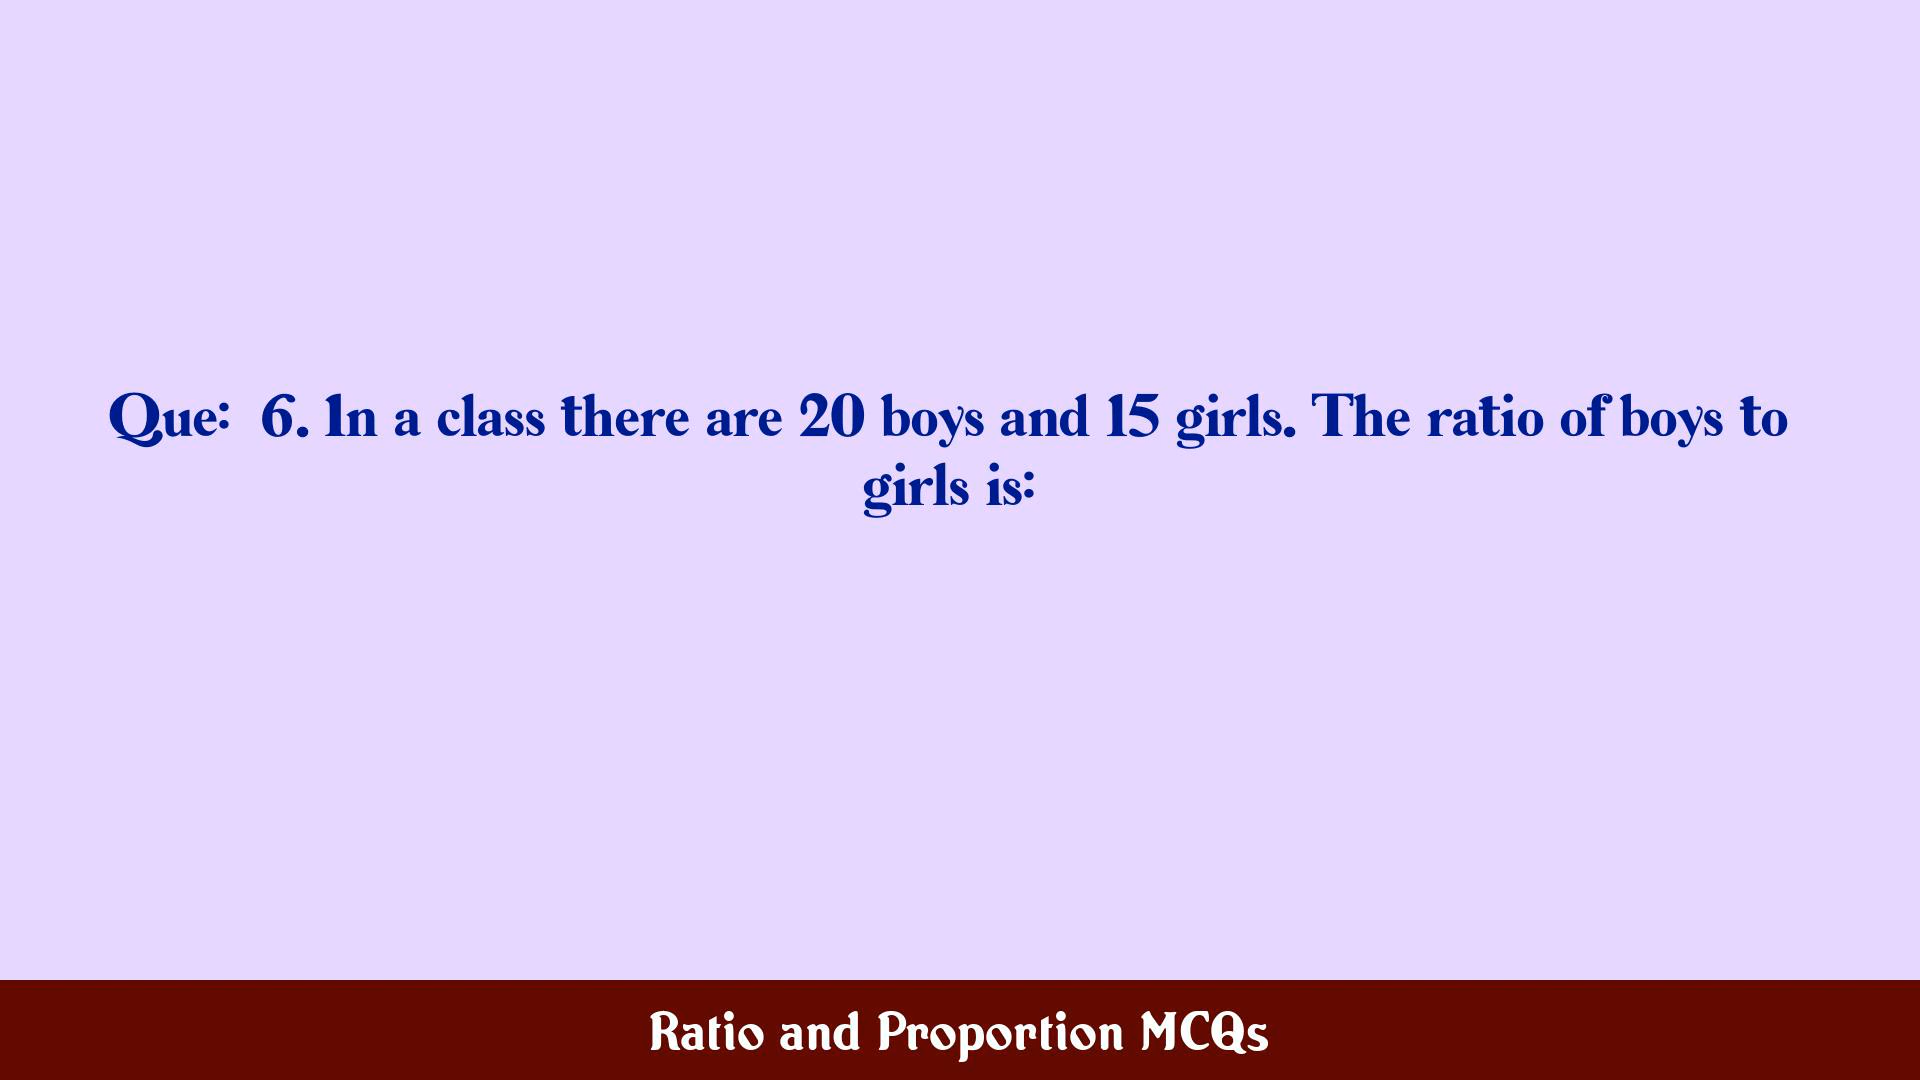 Que:  6. In a class there are 20 boys and 15 girls. The ratio of boys to
girls is:
Ratio and Proportion MCQs